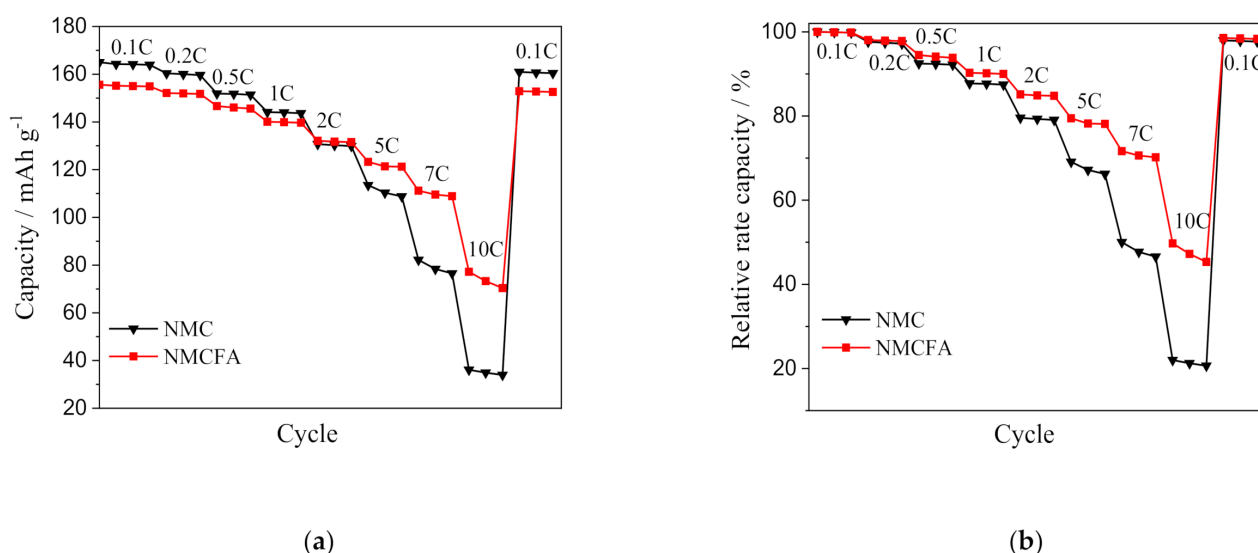 180
160
140
120
100
80
60
40
20
Capacity / mAh g⁻¹
0.1C
0.2C
0.5C
1C
2C
5C
7C
10C
0.1C
NMC
NMCFA
Cycle
(a)
100
80
60
40
20
Relative rate capacity / %
0.1C
0.2C
0.5C
1C
2C
5C
7C
10C
0.1C
NMC
NMCFA
Cycle
(b)